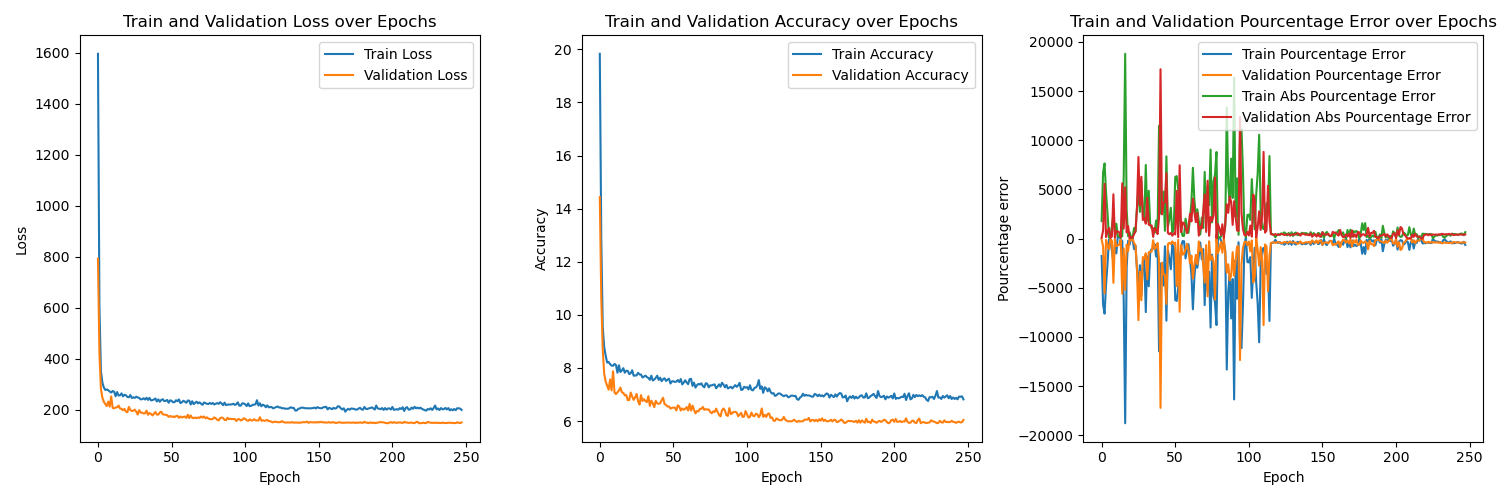 Train and Validation Loss over Epochs
1600
1400
1200
1000
800
600
400
200
Loss
0
50
100
150
200
250
Epoch
Train Loss
Validation Loss
Train and Validation Accuracy over Epochs
20
18
16
14
12
10
8
6
Accuracy
0
50
100
150
200
250
Epoch
Train Accuracy
Validation Accuracy
Train and Validation Pourcentage Error over Epochs
20000
15000
10000
5000
0
−5000
−10000
−15000
−20000
Pourcentage error
0
50
100
150
200
250
Epoch
Train Pourcentage Error
Validation Pourcentage Error
Train Abs Pourcentage Error
Validation Abs Pourcentage Error